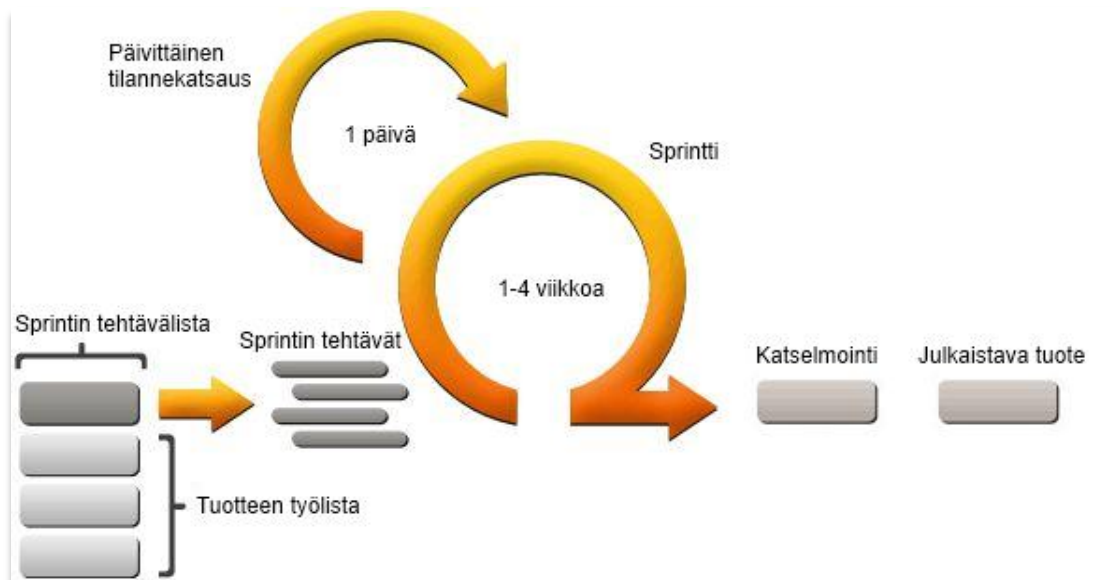 Päivittäinen
tilannekatsaus
1 päivä
Sprintti
1-4 viikkoa
Sprintin tehtävälista
Sprintin tehtävät
Katselmointi
Julkaistava tuote
Tuotteen työlista